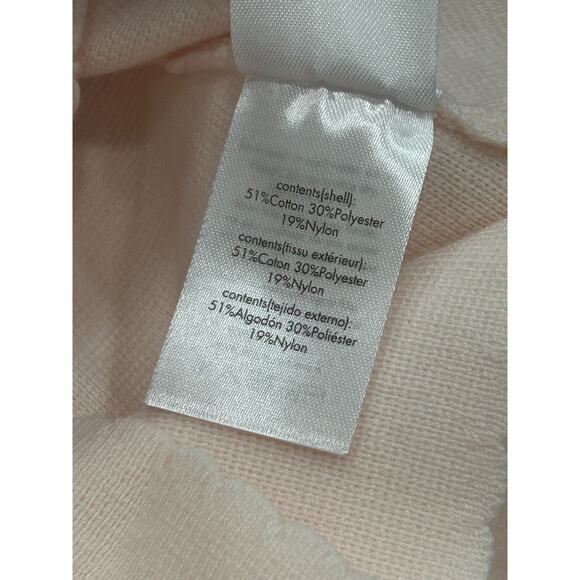 contents(shell):
51%Cotton 30%Polyester
19%Nylon
contents(tissu extérieur):
51%Coton 30%Polyester
19%Nylon
contents(tejido externo):
51%Algodón 30%Poliéster
19%Nylon